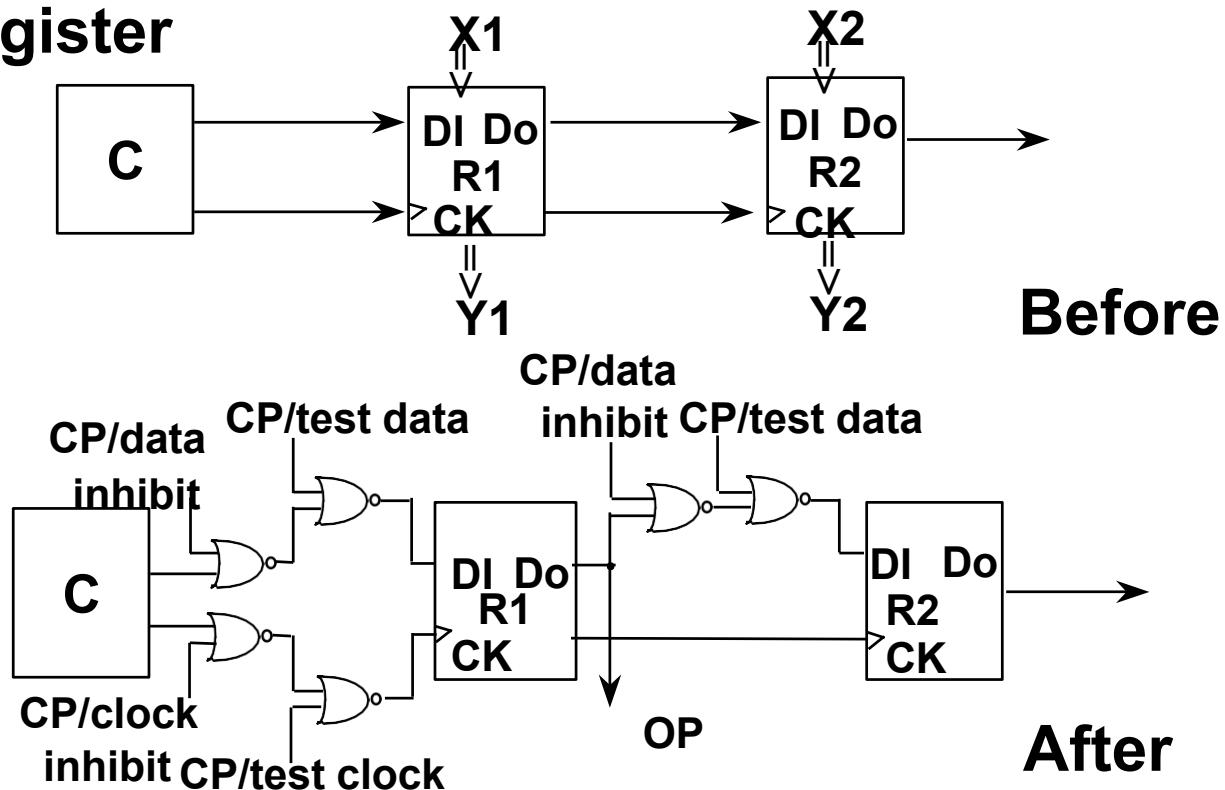 gister
X1
X2
C
DI Do
R1
CK
DI Do
R2
CK
Y1
Y2
Before
CP/data
inhibit
CP/test data
CP/data
inhibit
CP/test data
C
DI Do
R1
CK
DI Do
R2
CK
CP/clock
inhibit
CP/test clock
OP
After